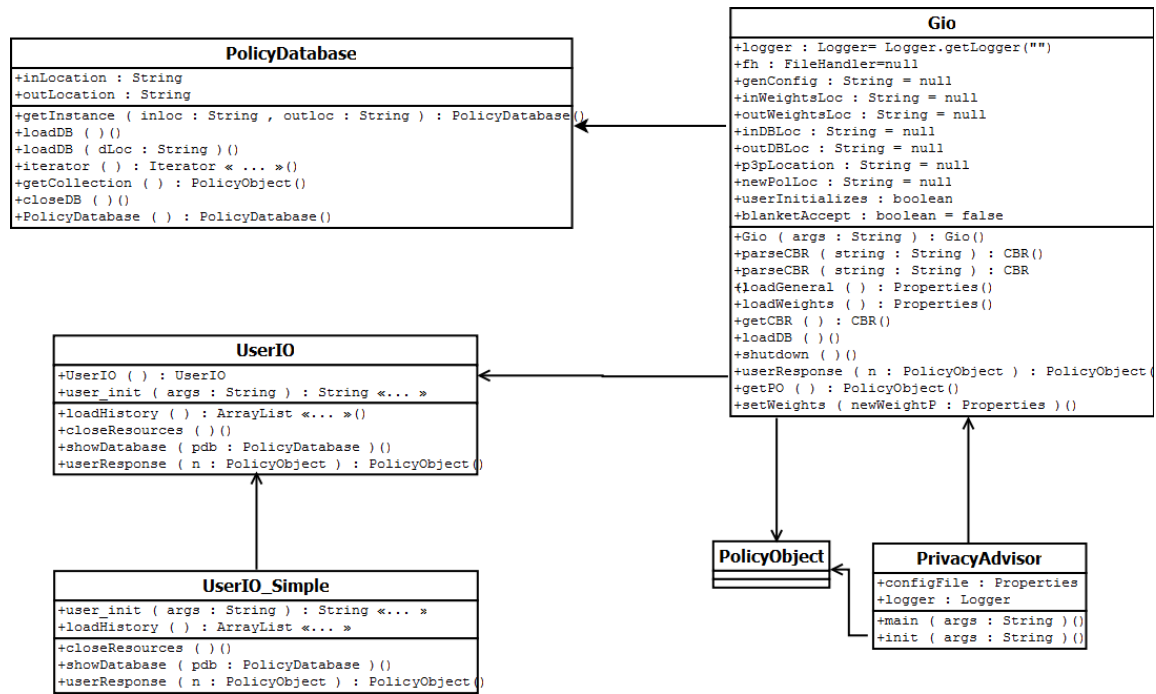 PolicyDatabase
+inLocation : String
+outLocation : String
+getInstance ( inloc : String , outloc : String ) : PolicyDatabase()
+loadDB ( )()
+loadDB ( dLoc : String )()
+iterator ( ) : Iterator « ... »()
+getCollection ( ) : PolicyObject()
+closeDB ( )()
+PolicyDatabase ( ) : PolicyDatabase()
Gio
+logger : Logger= Logger.getLogger("")
+fh : FileHandler=null
+genConfig : String = null
+inWeightsLoc : String = null
+outWeightsLoc : String = null
+inDBLoc : String = null
+outDBLoc : String = null
+p3pLocation : String = null
+newPolLoc : String = null
+userInitializes : boolean
+blanketAccept : boolean = false
+Gio ( args : String ) : Gio()
+parseCBR ( string : String ) : CBR()
+parseCBR ( string : String ) : CBR
()
+loadGeneral ( ) : Properties()
+loadWeights ( ) : Properties()
+getCBR ( ) : CBR()
+loadDB ( )()
+shutdown ( )()
+userResponse ( n : PolicyObject ) : PolicyObject()
+getPO ( ) : PolicyObject()
+setWeights ( newWeightP : Properties )()
UserIO
+UserIO ( ) : UserIO
+user_init ( args : String ) : String «... »
+loadHistory ( ) : ArrayList «... »()
+closeResources ( )()
+showDatabase ( pdb : PolicyDatabase )()
+userResponse ( n : PolicyObject ) : PolicyObject()
UserIO_Simple
+user_init ( args : String ) : String «... »
+loadHistory ( ) : ArrayList «... »
+closeResources ( )()
+showDatabase ( pdb : PolicyDatabase )()
+userResponse ( n : PolicyObject ) : PolicyObject()
PolicyObject
PrivacyAdvisor
+configFile : Properties
+logger : Logger
+main ( args : String )()
+init ( args : String )()